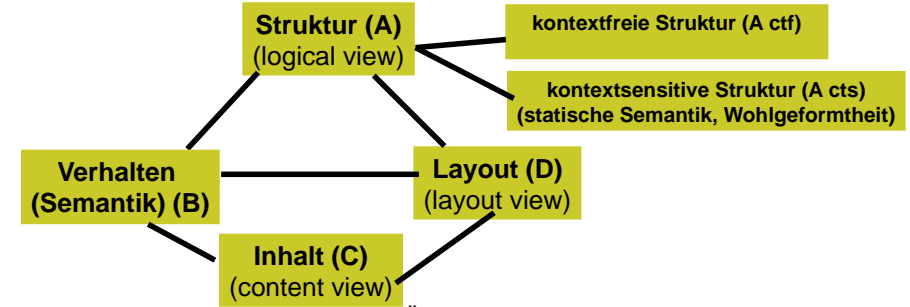 Struktur (A)
(logical view)
kontextfreie Struktur (A ctf)
kontextsensitive Struktur (A cts)
(statische Semantik, Wohlgeformtheit)
Verhalten
(Semantik) (B)
Layout (D)
(layout view)
Inhalt (C)
(content view)